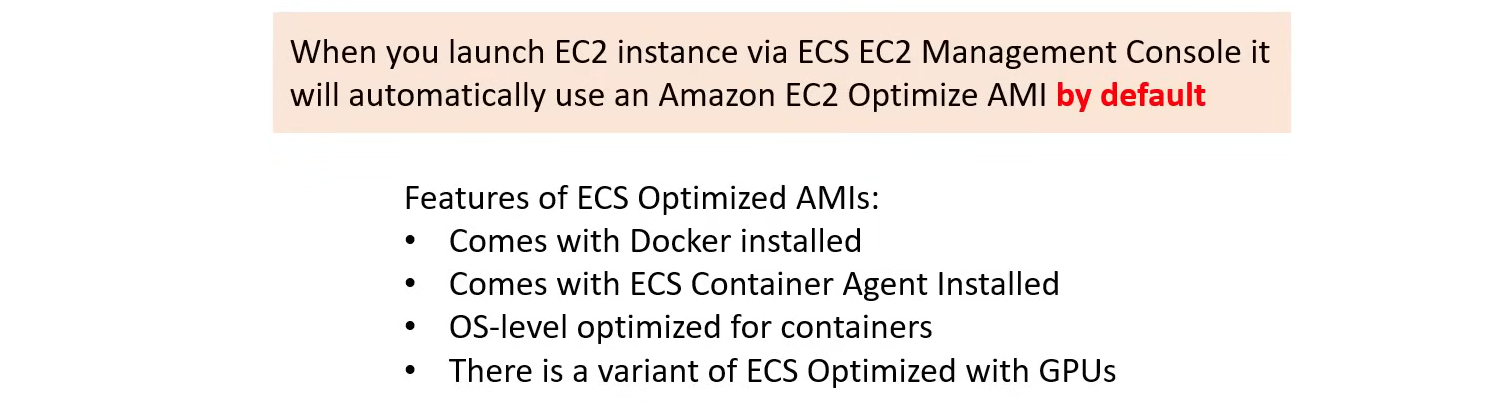 When you launch EC2 instance via ECS EC2 Management Console it
will automatically use an Amazon EC2 Optimize AMI by default
Features of ECS Optimized AMIs:
• Comes with Docker installed
• Comes with ECS Container Agent Installed
• OS-level optimized for containers
• There is a variant of ECS Optimized with GPUs